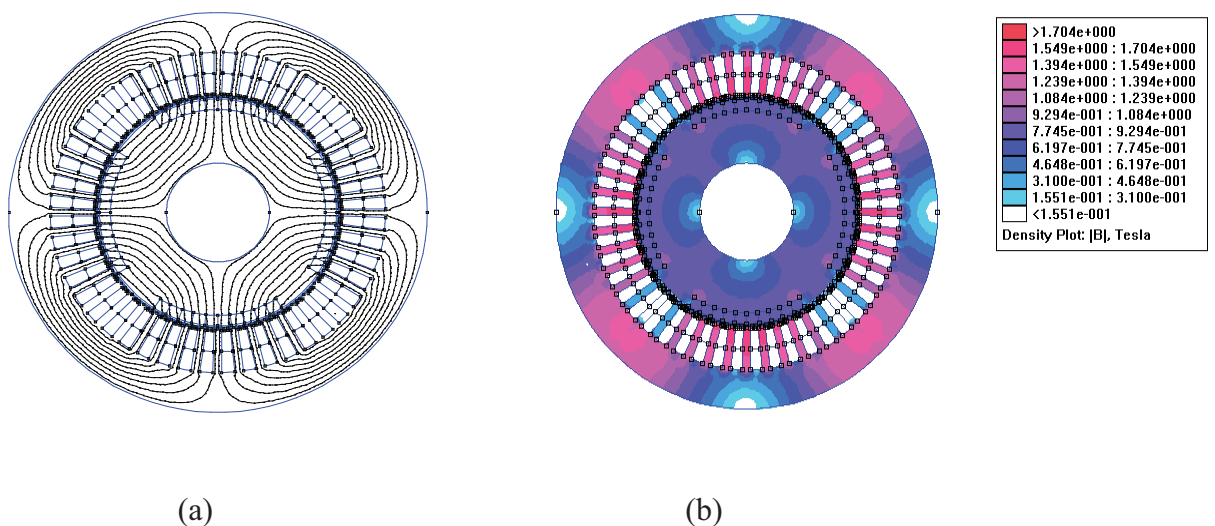 >1.704e+000
1.549e+000 : 1.704e+000
1.394e+000 : 1.549e+000
1.239e+000 : 1.394e+000
1.084e+000 : 1.239e+000
9.294e-001 : 1.084e+000
7.745e-001 : 9.294e-001
6.197e-001 : 7.745e-001
4.648e-001 : 6.197e-001
3.100e-001 : 4.648e-001
1.551e-001 : 3.100e-001
<1.551e-001
Density Plot: |B|, Tesla
(a)
(b)